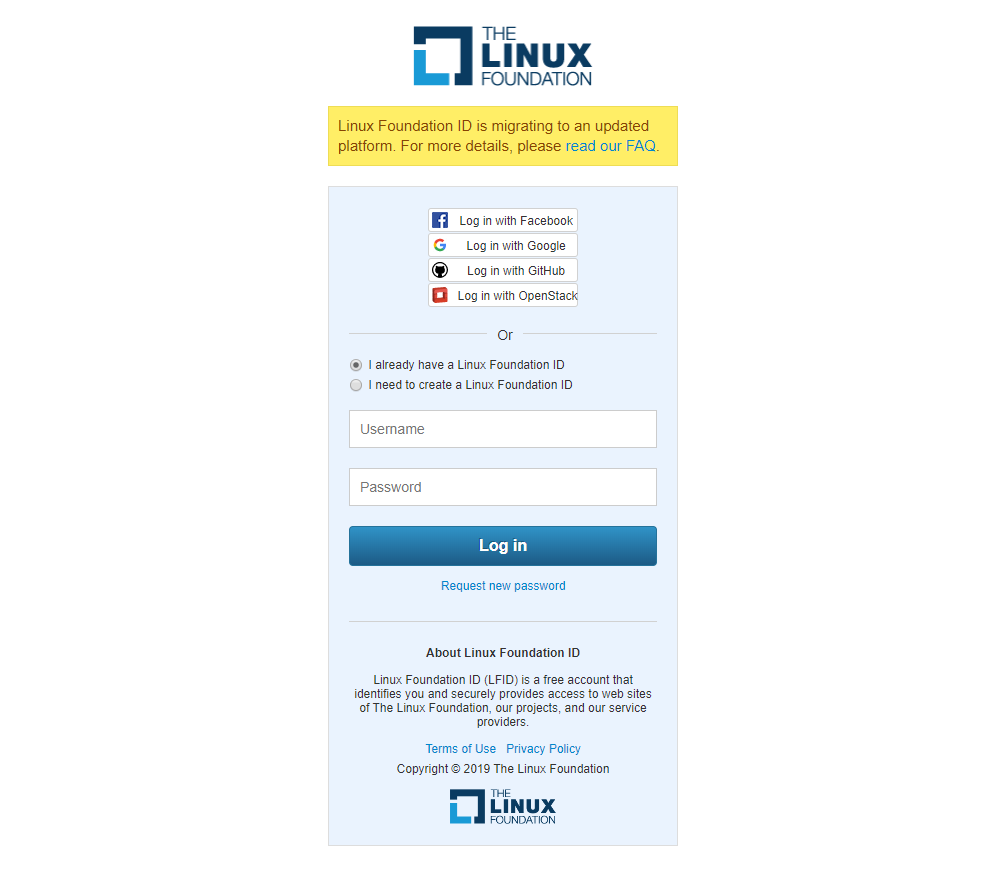 THE
LINUX
FOUNDATION
Linux Foundation ID is migrating to an updated
platform. For more details, please read our FAQ.
Log in with Facebook
Log in with Google
Log in with GitHub
Log in with OpenStack
Or
I already have a Linux Foundation ID
I need to create a Linux Foundation ID
Username
Password
Log in
Request new password
About Linux Foundation ID
Linux Foundation ID (LFID) is a free account that
identifies you and securely provides access to web sites
of The Linux Foundation, our projects, and our service
providers.
Terms of Use Privacy Policy
Copyright © 2019 The Linux Foundation
THE
LINUX
FOUNDATION